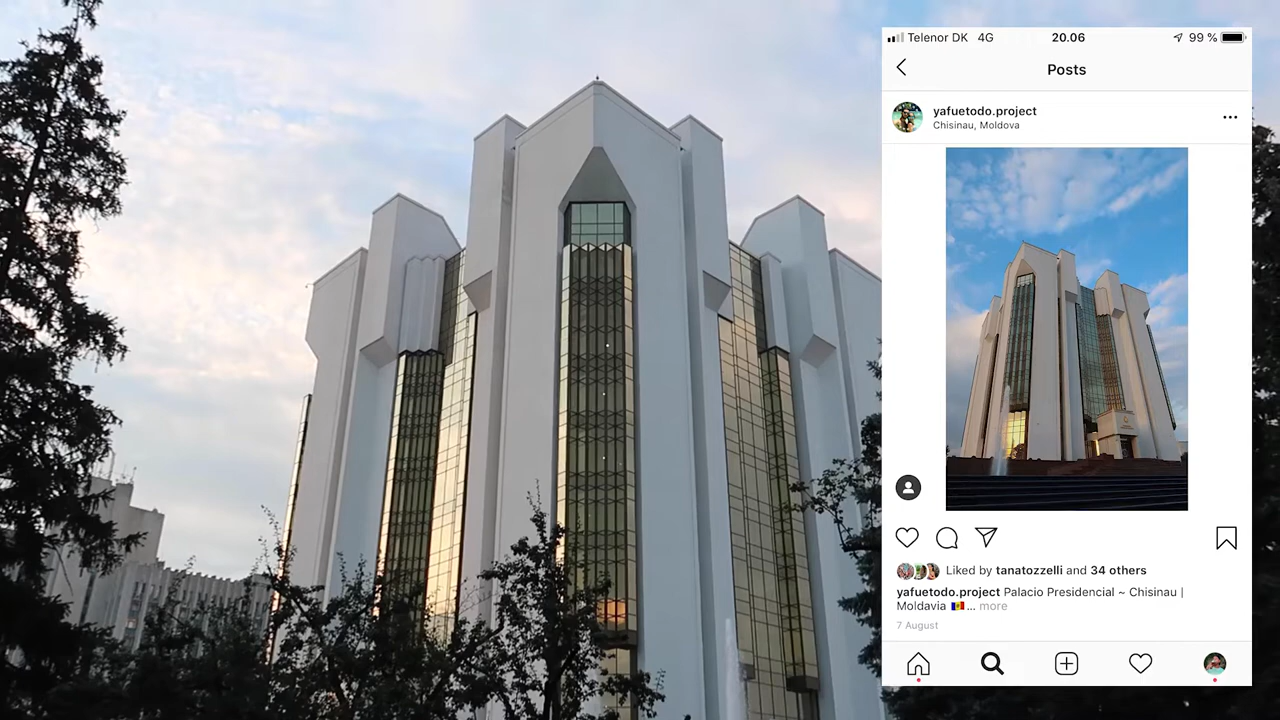 Telenor DK 4G 20.06 99 %
Posts
yafuetodo.project
Chisinau, Moldova
Liked by tanatozzelli and 34 others
yafuetodo.project Palacio Presidencial ~ Chisinau |
Moldavia 🇲🇩... more
7 August